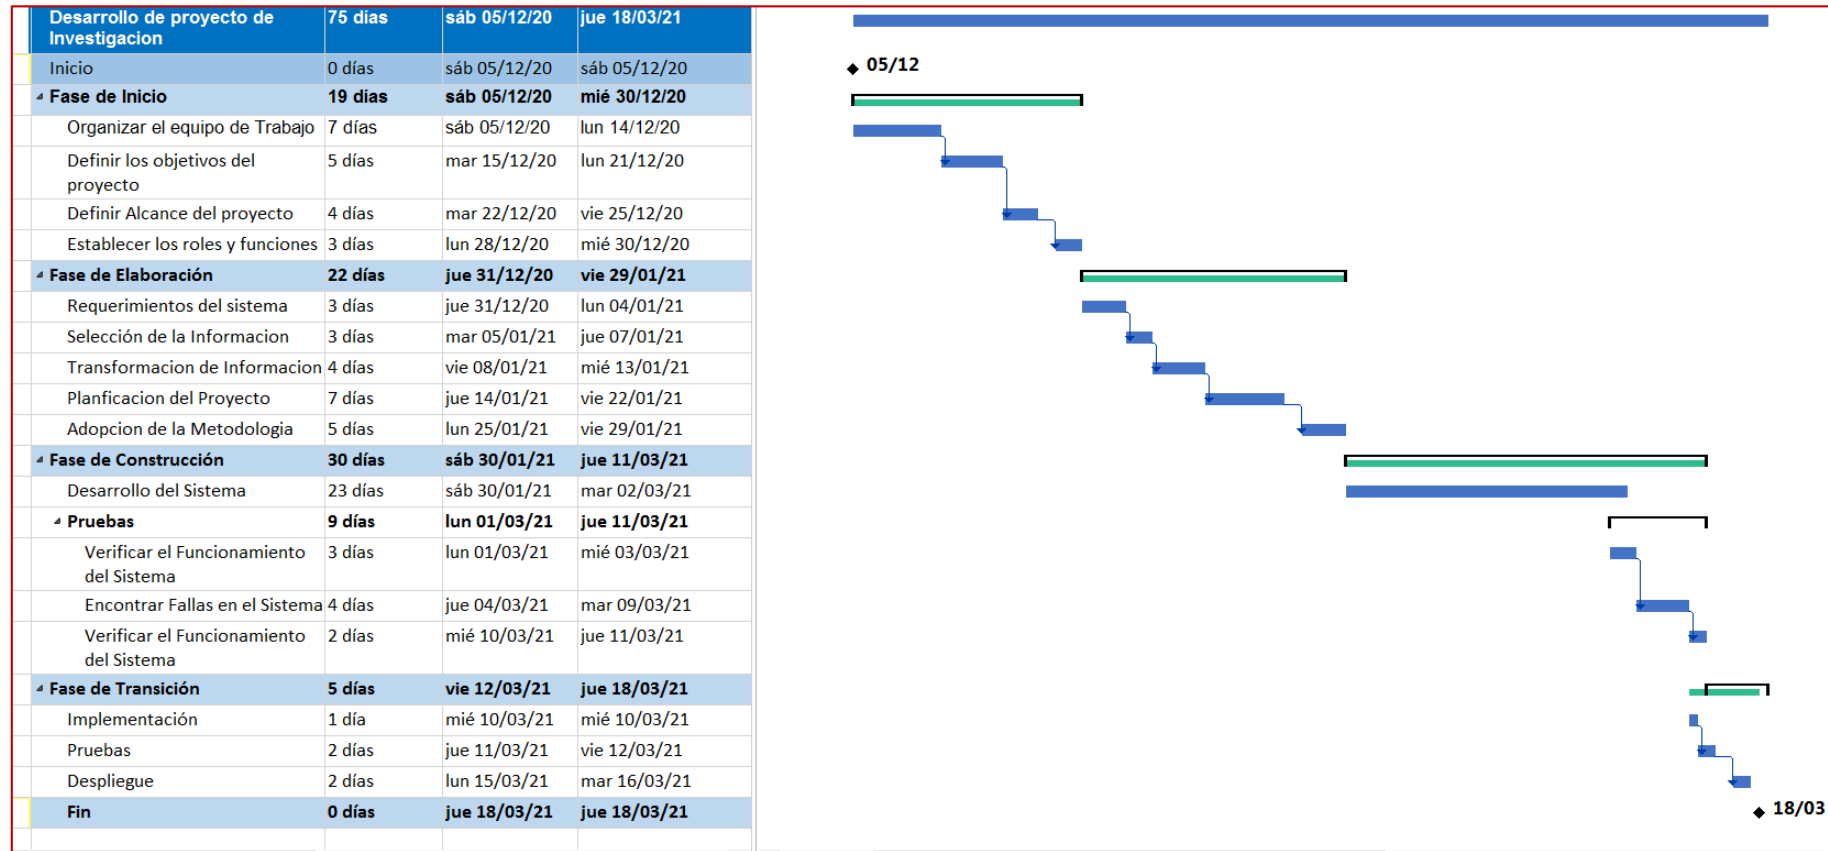 Desarrollo de proyecto de Investigacion 75 días sáb 05/12/20 jue 18/03/21
Inicio 0 días sáb 05/12/20 sáb 05/12/20
05/12
Fase de Inicio 19 días sáb 05/12/20 mié 30/12/20
Organizar el equipo de Trabajo 7 días sáb 05/12/20 lun 14/12/20
Definir los objetivos del proyecto 5 días mar 15/12/20 lun 21/12/20
Definir Alcance del proyecto 4 días mar 22/12/20 vie 25/12/20
Establecer los roles y funciones 3 días lun 28/12/20 mié 30/12/20
Fase de Elaboración 22 días jue 31/12/20 vie 29/01/21
Requerimientos del sistema 3 días jue 31/12/20 lun 04/01/21
Selección de la Informacion 3 días mar 05/01/21 jue 07/01/21
Transformacion de Informacion 4 días vie 08/01/21 mié 13/01/21
Planficacion del Proyecto 7 días jue 14/01/21 vie 22/01/21
Adopcion de la Metodologia 5 días lun 25/01/21 vie 29/01/21
Fase de Construcción 30 días sáb 30/01/21 jue 11/03/21
Desarrollo del Sistema 23 días sáb 30/01/21 mar 02/03/21
Pruebas 9 días lun 01/03/21 jue 11/03/21
Verificar el Funcionamiento del Sistema 3 días lun 01/03/21 mié 03/03/21
Encontrar Fallas en el Sistema 4 días jue 04/03/21 mar 09/03/21
Verificar el Funcionamiento del Sistema 2 días mié 10/03/21 jue 11/03/21
Fase de Transición 5 días vie 12/03/21 jue 18/03/21
Implementación 1 día mié 10/03/21 mié 10/03/21
Pruebas 2 días jue 11/03/21 vie 12/03/21
Despliegue 2 días lun 15/03/21 mar 16/03/21
Fin 0 días jue 18/03/21 jue 18/03/21
18/03